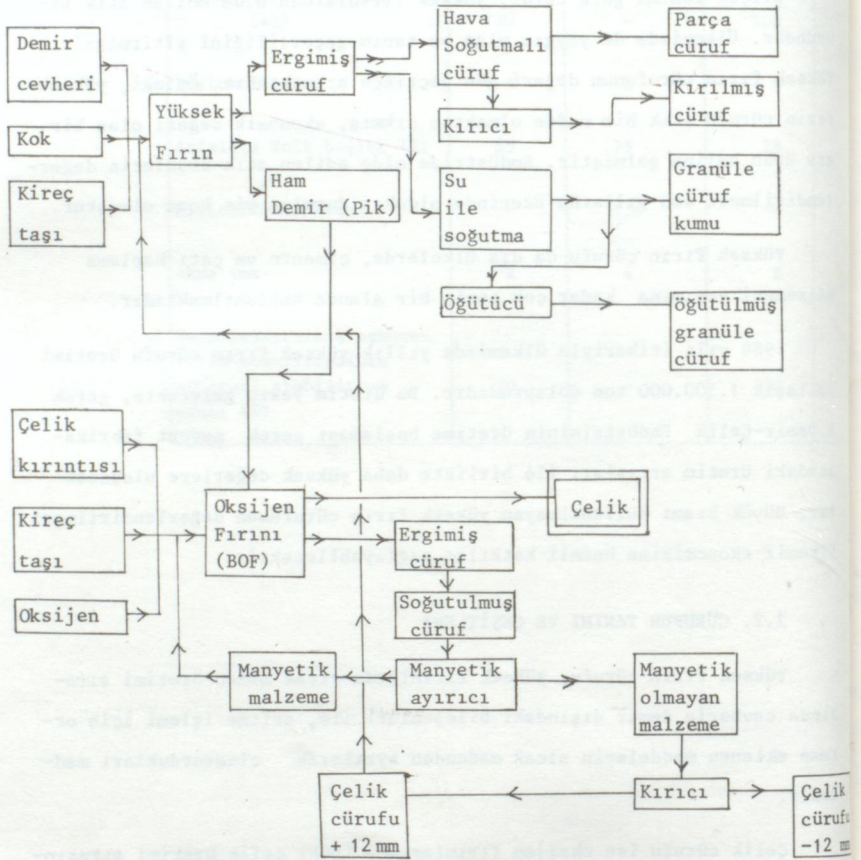 Demir
cevheri
Kok
Kireç
taşı
Yüksek
Fırın
Ergimiş
cüruf
Ham
Demir (Pik)
Hava
Soğutmalı
cüruf
Kırıcı
Su
ile
soğutma
Öğütücü
Parça
cüruf
Kırılmış
cüruf
Granüle
cüruf
kumu
öğütülmüş
granüle
cüruf
Çelik
kırıntısı
Kireç
taşı
Oksijen
Oksijen
Fırını
(BOF)
Çelik
Ergimiş
cüruf
Soğutulmuş
cüruf
Manyetik
malzeme
Manyetik
ayırıcı
Manyetik
olmayan
malzeme
Kırıcı
Çelik
cürufu
+ 12 mm
Çelik
cürufu
-12 mm